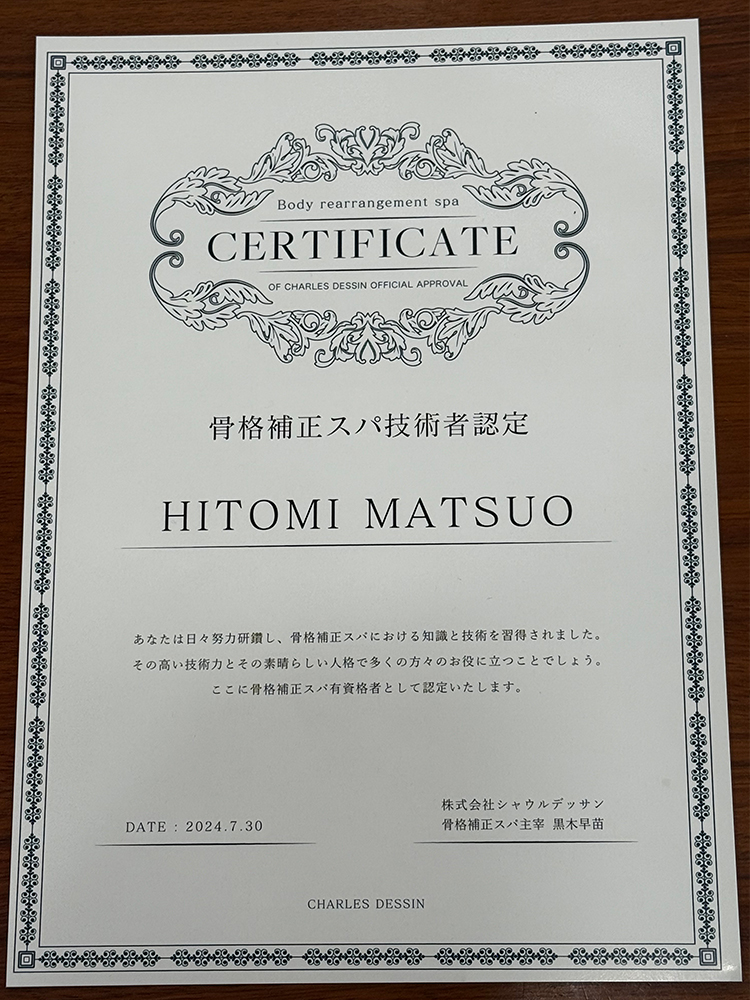 Body rearrangement spa
CERTIFICATE
OF CHARLES DESSIN OFFICIAL APPROVAL
骨格補正スパ技術者認定
HITOMI MATSUO
あなたは日々努力研鑽し、骨格補正スパにおける知識と技術を習得されました。
その高い技術力とその素晴らしい人格で多くの方々のお役に立つことでしょう。
ここに骨格補正スパ有資格者として認定いたします。
株式会社シャウルデッサン
DATE : 2024.7.30 骨格補正スパ主宰 黒木早苗
CHARLES DESSIN